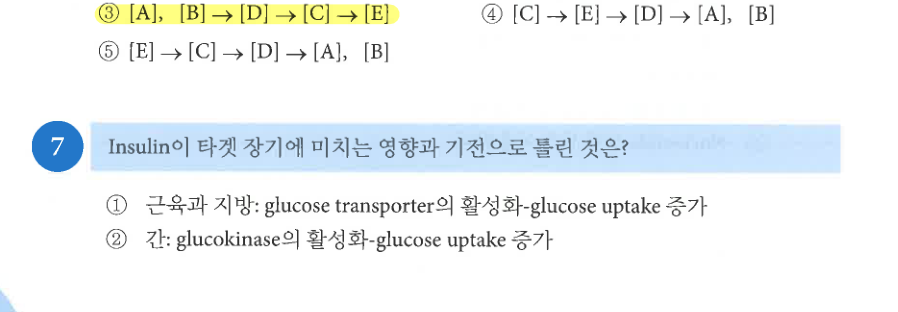 ③ [A], [B] → [D] → [C] → [E]
④ [C] → [E] → [D] → [A], [B]
⑤ [E] → [C] → [D] → [A], [B]
7 Insulin이 타겟 장기에 미치는 영향과 기전으로 틀린 것은?
① 근육과 지방: glucose transporter의 활성화-glucose uptake 증가
② 간: glucokinase의 활성화-glucose uptake 증가